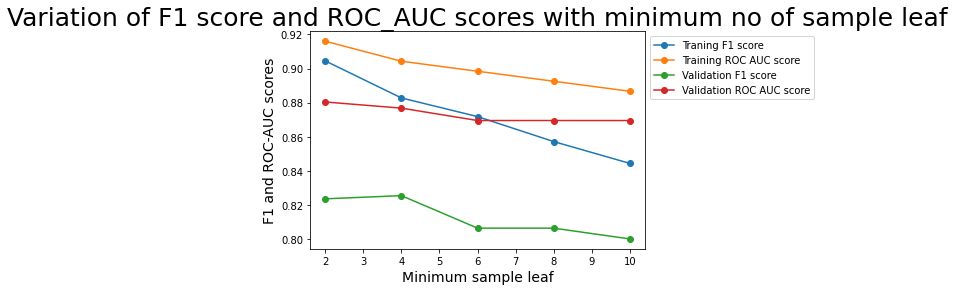 Variation of F1 score and ROC_AUC scores with minimum no of sample leaf
F1 and ROC-AUC scores
0.92
0.90
0.88
0.86
0.84
0.82
0.80
2 3 4 5 6 7 8 9 10
Minimum sample leaf
Traning F1 score
Training ROC AUC score
Validation F1 score
Validation ROC AUC score